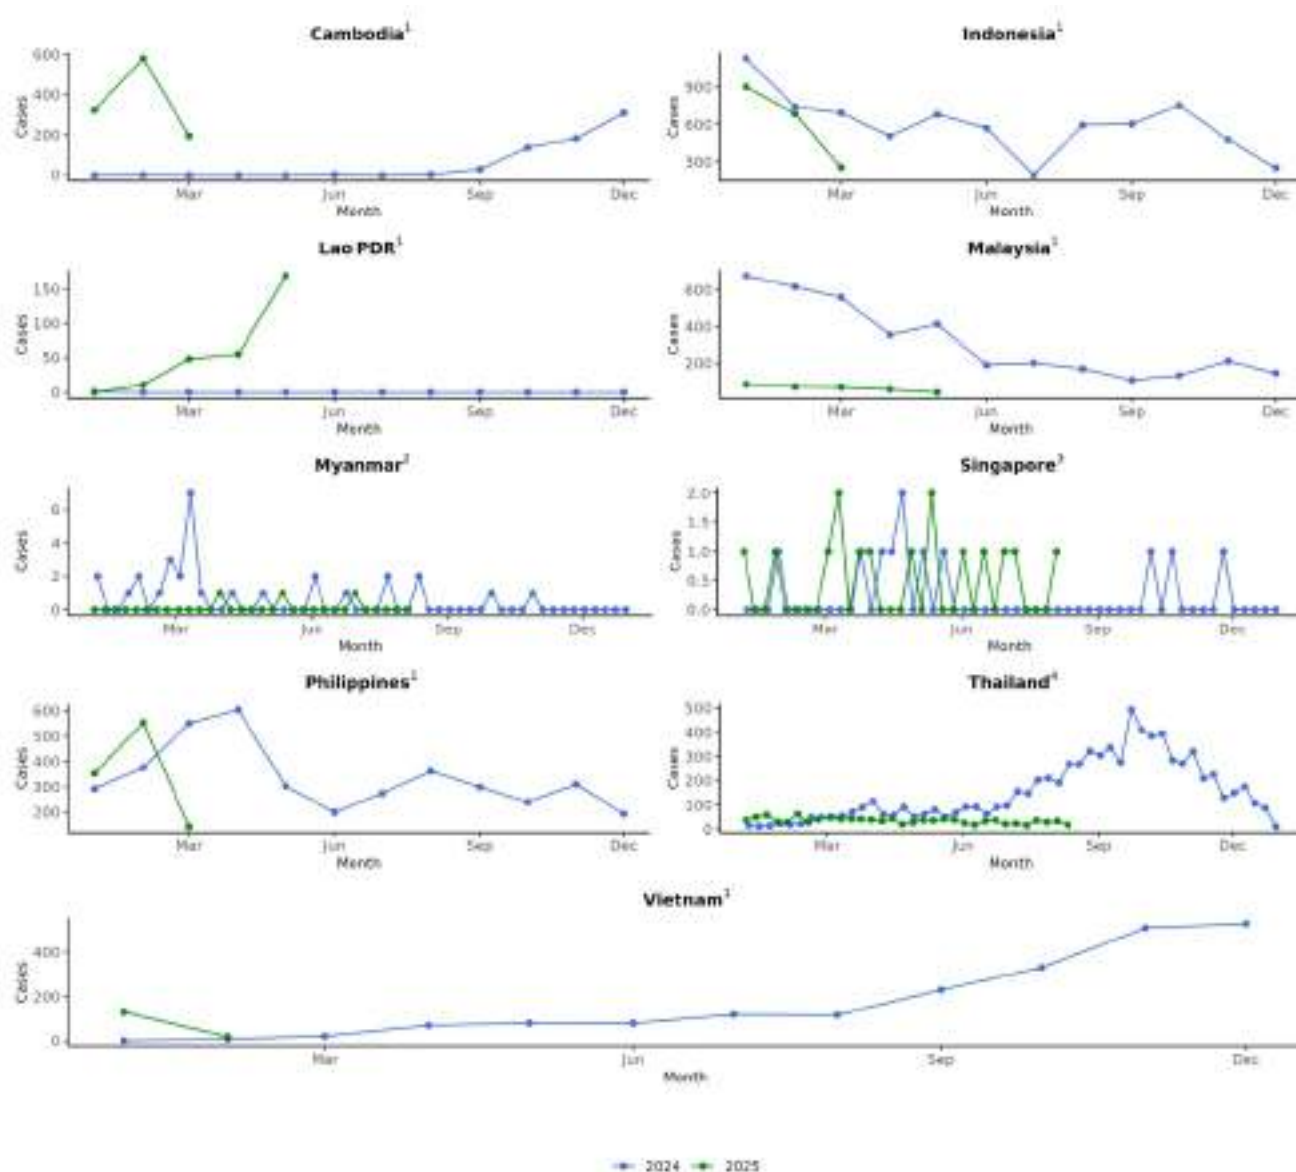 Cambodia¹
600
400
200
0
Cases
Mar Jun Sep Dec
Month
Indonesia¹
900
600
300
Cases
Mar Jun Sep Dec
Month
Lao PDR¹
150
100
50
0
Cases
Mar Jun Sep Dec
Month
Malaysia¹
600
400
200
Cases
Mar Jun Sep Dec
Month
Myanmar²
6
4
2
0
Cases
Mar Jun Sep Dec
Month
Singapore³
2.0
1.5
1.0
0.5
0.0
Cases
Mar Jun Sep Dec
Month
Philippines¹
600
500
400
300
200
Cases
Mar Jun Sep Dec
Month
Thailand⁴
500
400
300
200
100
0
Cases
Mar Jun Sep Dec
Month
Vietnam¹
400
200
0
Cases
Mar Jun Sep Dec
Month
2024 2025